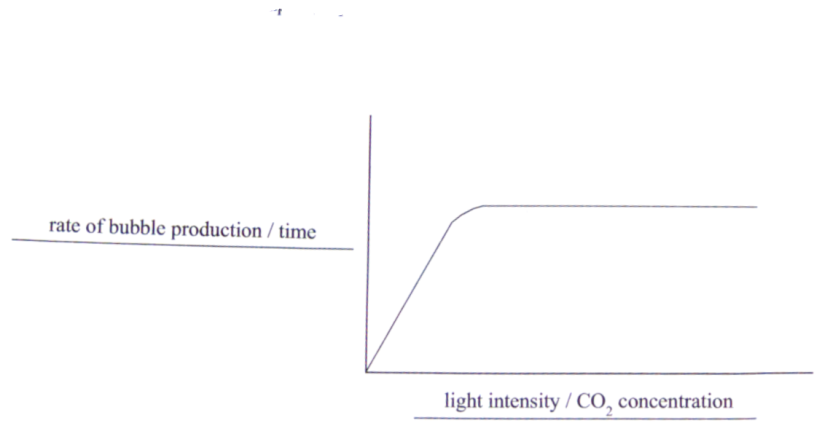 rate of bubble production / time
light intensity / CO₂ concentration